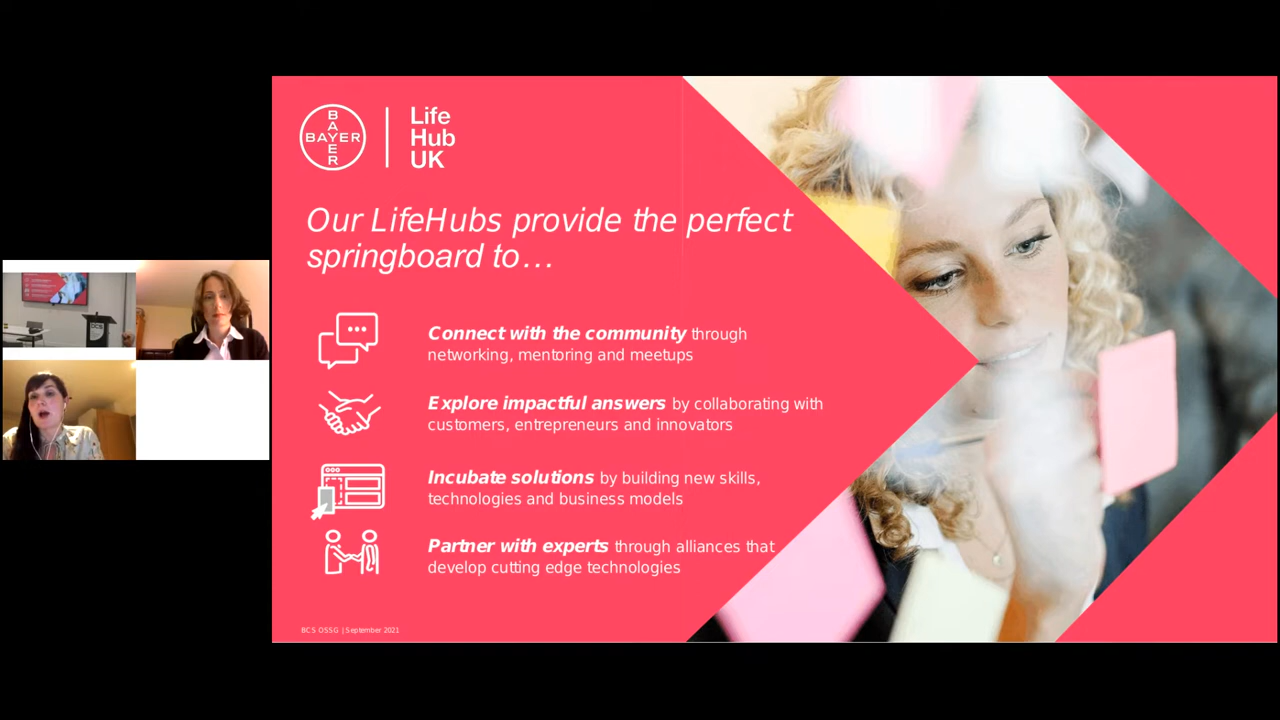 BAYER
BAYER
Life
Hub
UK
Our LifeHubs provide the perfect
springboard to…
Connect with the community through
networking, mentoring and meetups
Explore impactful answers by collaborating with
customers, entrepreneurs and innovators
Incubate solutions by building new skills,
technologies and business models
Partner with experts through alliances that
develop cutting edge technologies
BCS OSSG | September 2021